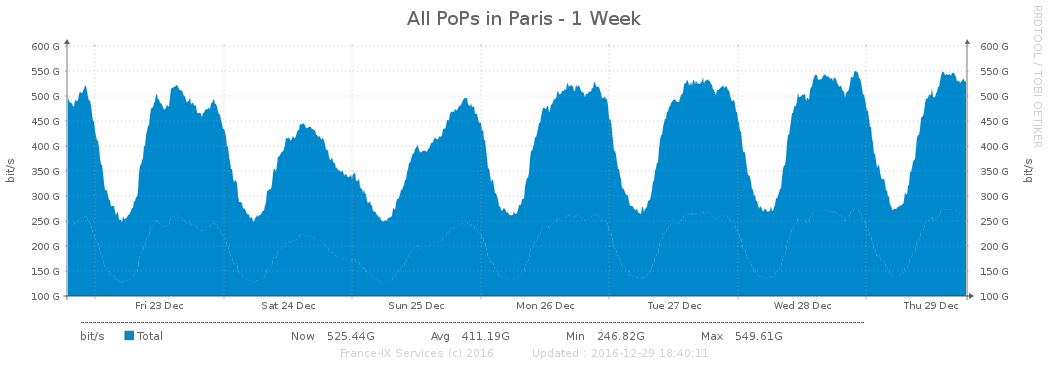 All PoPs in Paris - 1 Week
RRDTOOL / TOBI OETIKER
bit/s
600 G 600 G
550 G 550 G
500 G 500 G
450 G 450 G
400 G 400 G
350 G 350 G
300 G 300 G
250 G 250 G
200 G 200 G
150 G 150 G
100 G 100 G
bit/s
Fri 23 Dec Sat 24 Dec Sun 25 Dec Mon 26 Dec Tue 27 Dec Wed 28 Dec Thu 29 Dec
bit/s Total Now 525.44G Avg 411.19G Min 246.82G Max 549.61G
France-IX Services (c) 2016 Updated : 2016-12-29 18:40:11